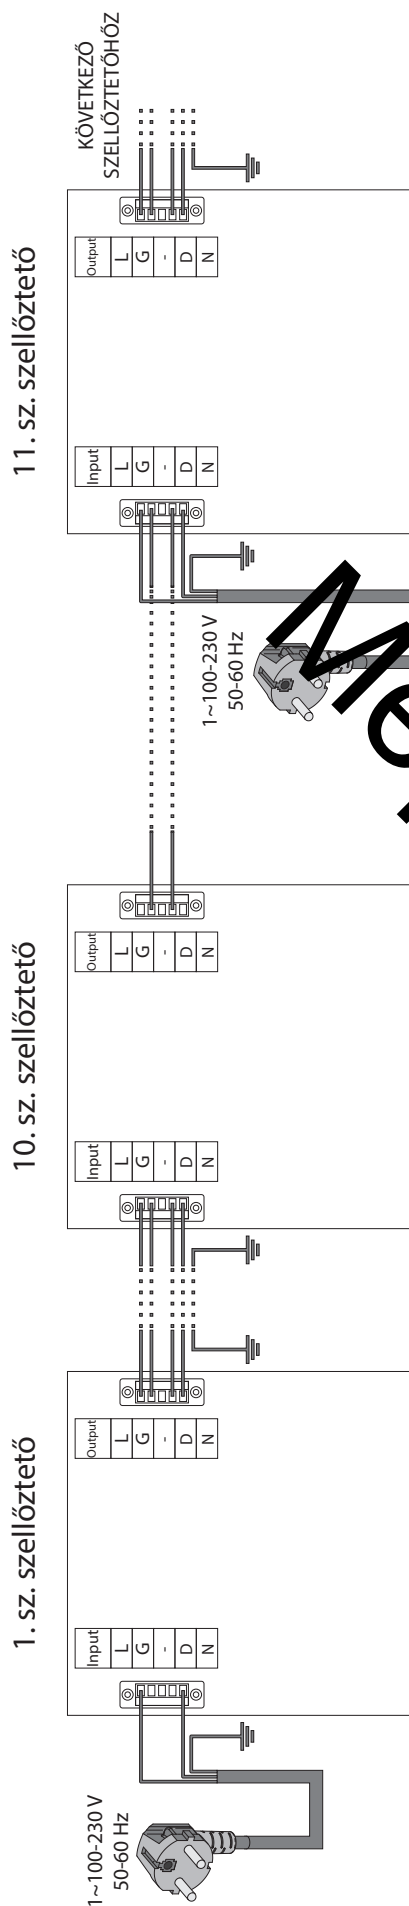 1. sz. szellőztető
10. sz. szellőztető
11. sz. szellőztető
1~100-230 V
50-60 Hz
Input
L
G
-
D
N
Output
L
G
-
D
N
Input
L
G
-
D
N
Output
L
G
-
D
N
1~100-230 V
50-60 Hz
Input
L
G
-
D
N
Output
L
G
-
D
N
KÖVETKEZŐ
SZELLŐZTETŐHÖZ